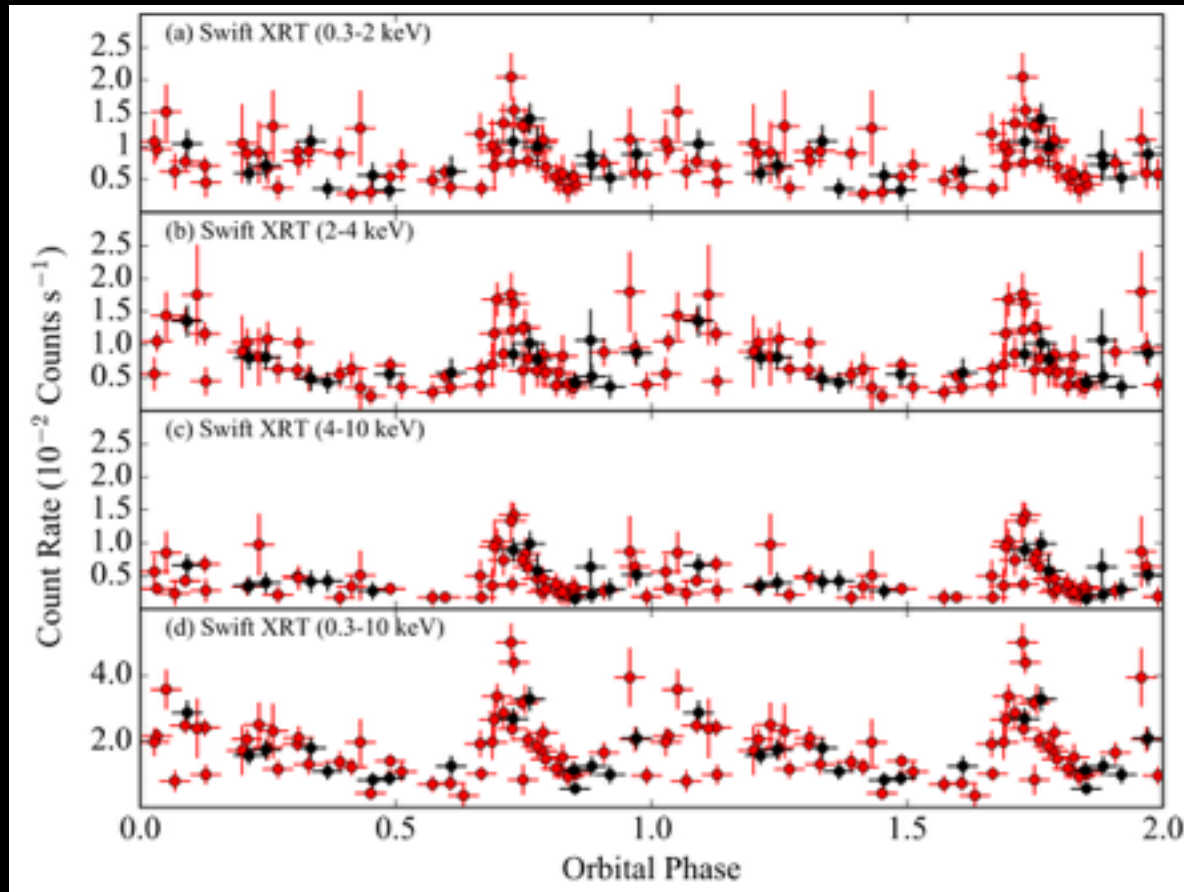 (a) Swift XRT (0.3-2 keV)
2.5
2.0
1.5
1
0.5
(b) Swift XRT (2-4 keV)
2.5
2.0
1.5
1.0
0.5
(c) Swift XRT (4-10 keV)
2.5
2.0
1.5
1.0
0.5
(d) Swift XRT (0.3-10 keV)
4.0
2.0
Count Rate (10⁻² Counts s⁻¹)
0.0 0.5 1.0 1.5 2.0
Orbital Phase